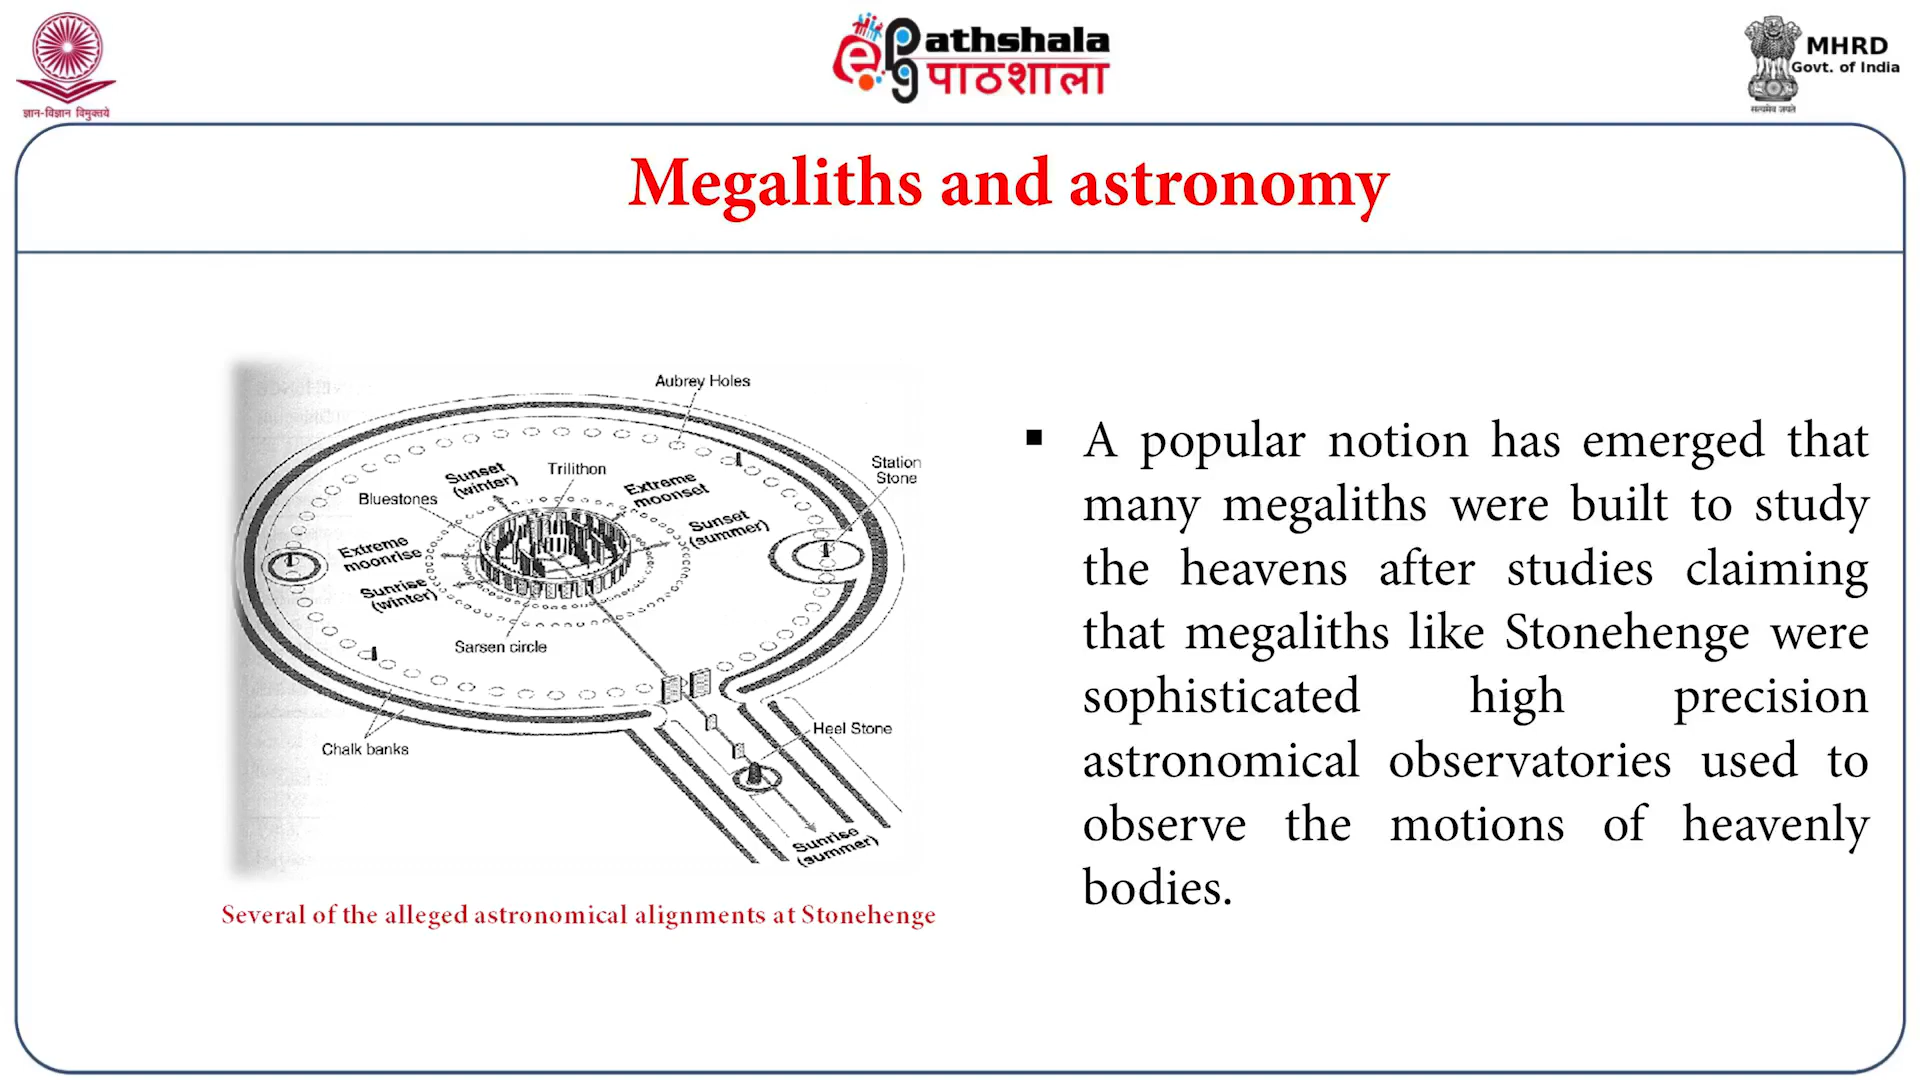 ज्ञान-विज्ञान विमुक्तये
ePG Pathshala
पाठशाला
MHRD
Govt. of India
सत्यमेव जयते
Megaliths and astronomy
Aubrey Holes
Station
Stone
Trilithon
Sunset
(winter)
Extreme
moonset
Bluestones
Sunset
(summer)
Extreme
moonrise
Sunrise
(winter)
Sarsen circle
Heel Stone
Chalk banks
Sunrise
(summer)
Several of the alleged astronomical alignments at Stonehenge
▪ A popular notion has emerged that
many megaliths were built to study
the heavens after studies claiming
that megaliths like Stonehenge were
sophisticated high precision
astronomical observatories used to
observe the motions of heavenly
bodies.